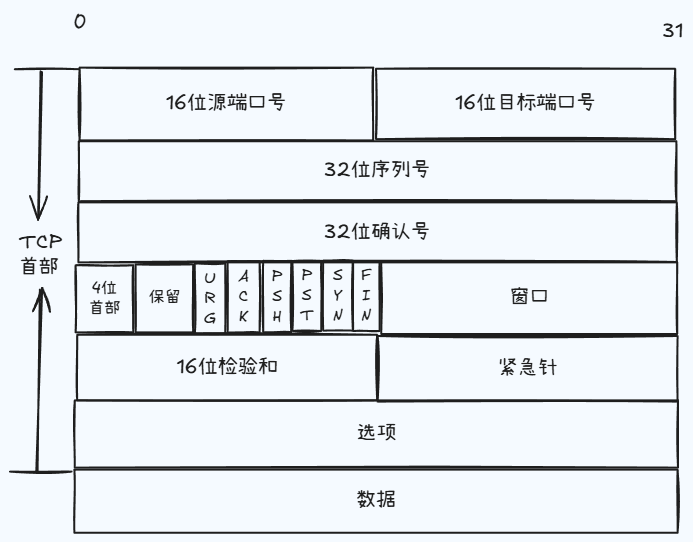 0
31
16位源端口号
16位目标端口号
32位序列号
32位确认号
TCP
首部
4位
首部
保留
URG
ACK
PSH
PST
SYN
FIN
窗口
16位检验和
紧急针
选项
数据